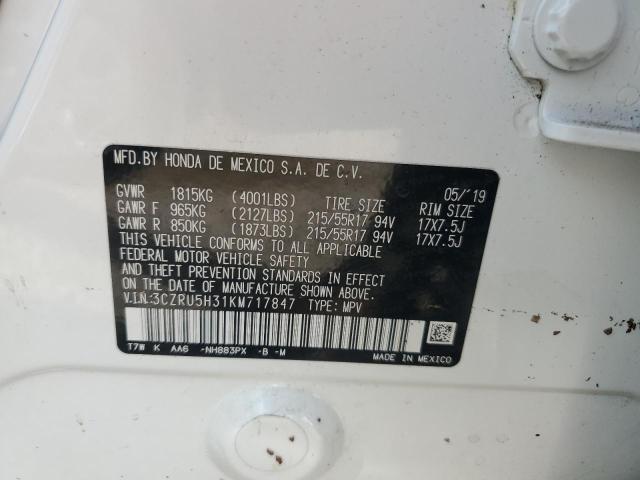 MFD.BY HONDA DE MEXICO S.A. DE C.V.
05/'19
GVWR 1815KG (4001LBS) TIRE SIZE RIM SIZE
GAWR F 965KG (2127LBS) 215/55R17 94V 17X7.5J
GAWR R 850KG (1873LBS) 215/55R17 94V 17X7.5J
THIS VEHICLE CONFORMS TO ALL APPLICABLE
FEDERAL MOTOR VEHICLE SAFETY
AND THEFT PREVENTION STANDARDS IN EFFECT
ON THE DATE OF MANUFACTURE SHOWN ABOVE.
V.I.N.:3CZRU5H31KM717847 TYPE: MPV
T7W K AA6 -NH883PX -B -M
MADE IN MEXICO